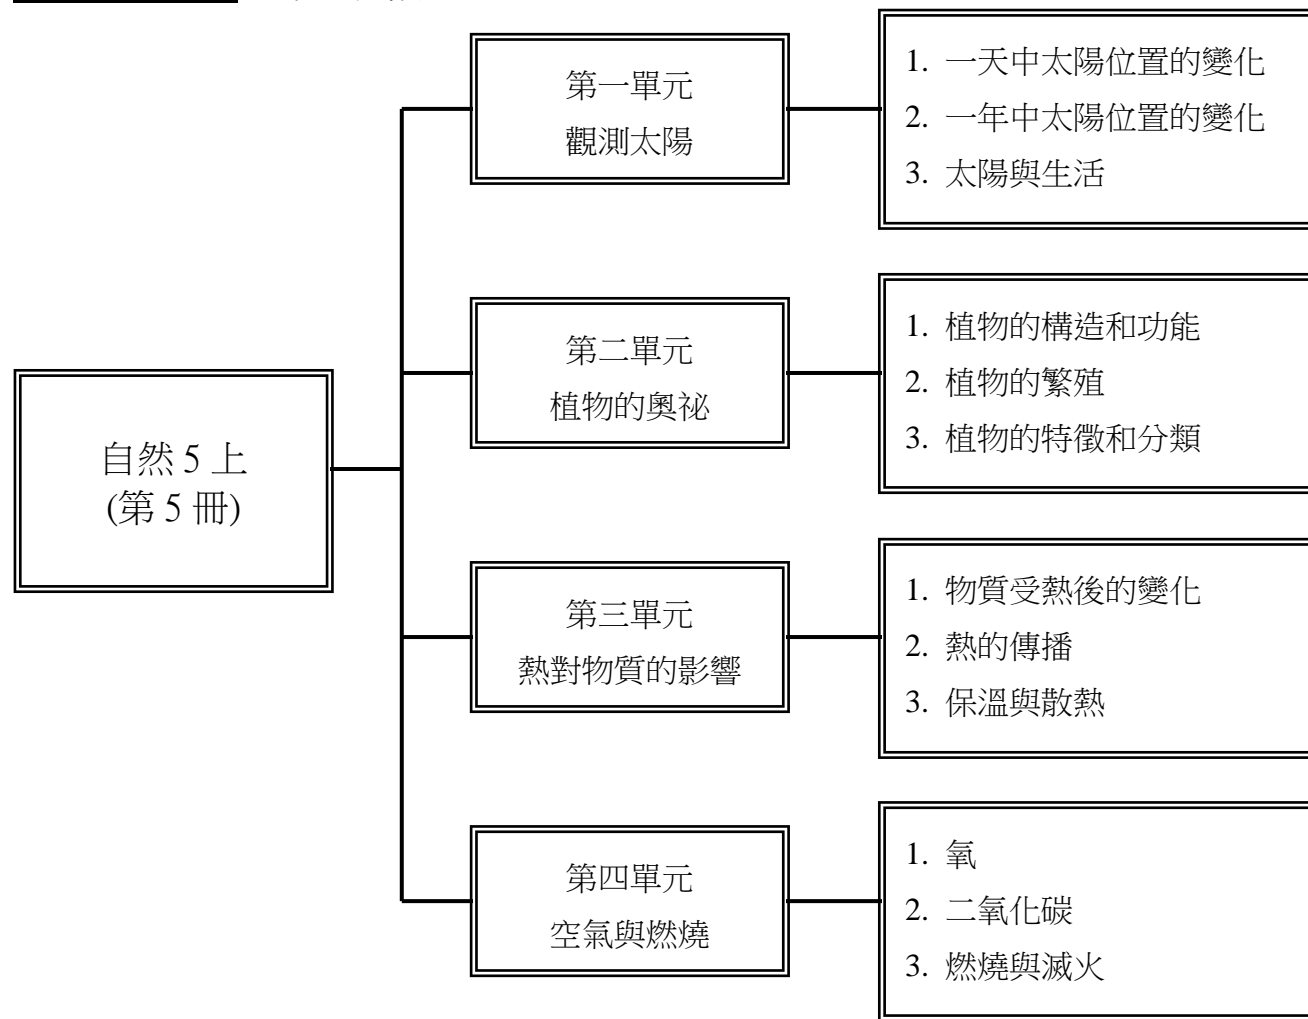 自然 5 上
(第 5 冊)
第一單元
觀測太陽
1. 一天中太陽位置的變化
2. 一年中太陽位置的變化
3. 太陽與生活
第二單元
植物的奧祕
1. 植物的構造和功能
2. 植物的繁殖
3. 植物的特徵和分類
第三單元
熱對物質的影響
1. 物質受熱後的變化
2. 熱的傳播
3. 保溫與散熱
第四單元
空氣與燃燒
1. 氧
2. 二氧化碳
3. 燃燒與滅火